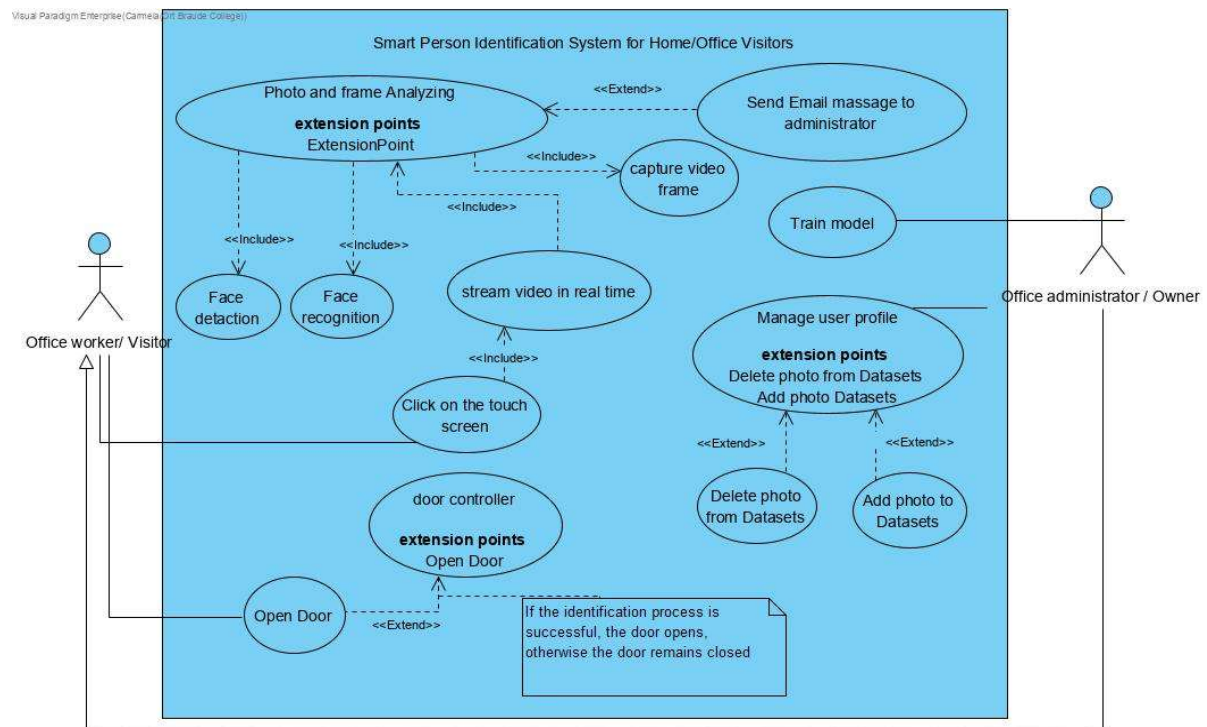 Visual Paradigm Enterprise(Carmela(Ort Braude College))
Smart Person Identification System for Home/Office Visitors
Photo and frame Analyzing
extension points
ExtensionPoint
<<Extend>>
Send Email massage to
administrator
<<Include>>
capture video
frame
<<Include>>
Train model
<<Include>>
<<Include>>
Face
detaction
Face
recognition
stream video in real time
Office worker/ Visitor
Office administrator / Owner
Manage user profile
extension points
Delete photo from Datasets
Add photo Datasets
<<Include>>
Click on the touch
screen
<<Extend>>
<<Extend>>
Delete photo
from Datasets
Add photo to
Datasets
door controller
extension points
Open Door
Open Door
<<Extend>>
If the identification process is
successful, the door opens,
otherwise the door remains closed